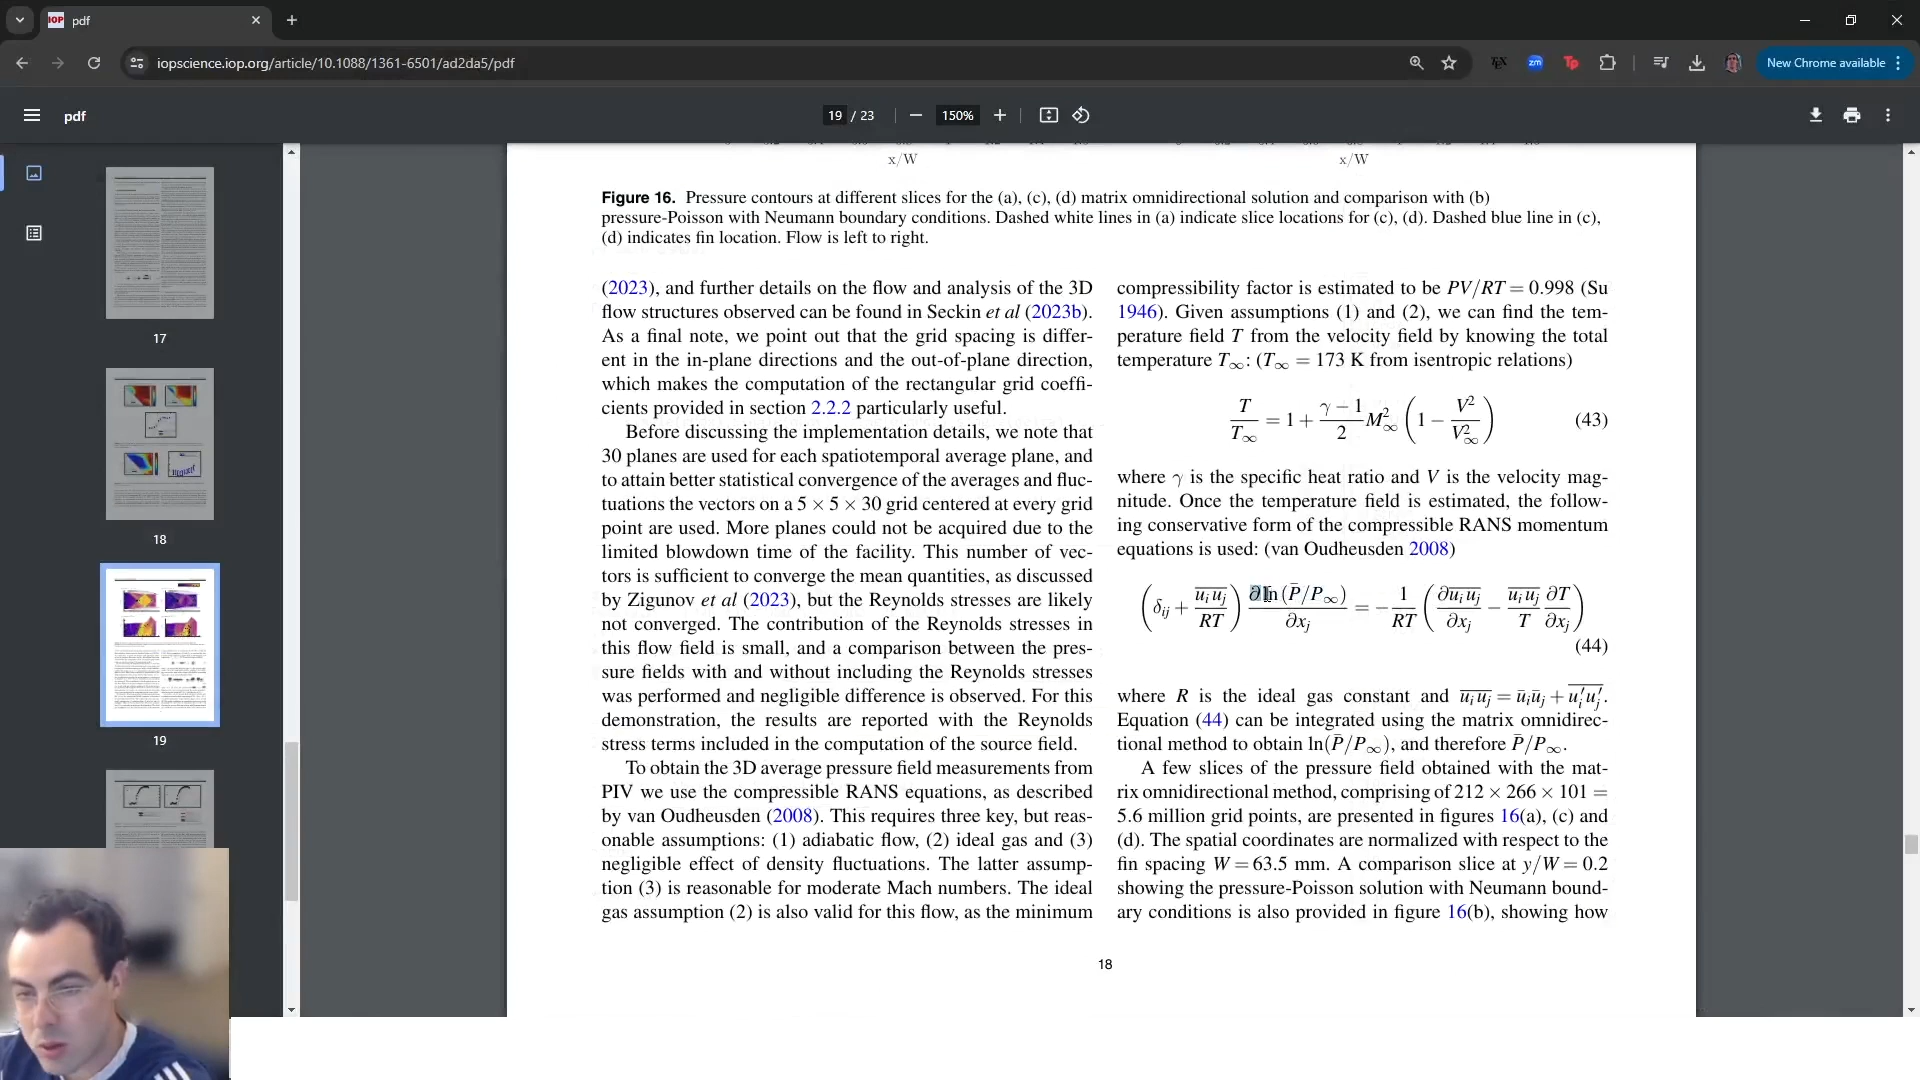 pdf
iopscience.iop.org/article/10.1088/1361-6501/ad2da5/pdf
New Chrome available
pdf
19 / 23
150%
17
18
19
x/W
x/W
Figure 16. Pressure contours at different slices for the (a), (c), (d) matrix omnidirectional solution and comparison with (b)
pressure-Poisson with Neumann boundary conditions. Dashed white lines in (a) indicate slice locations for (c), (d). Dashed blue line in (c),
(d) indicates fin location. Flow is left to right.
(2023), and further details on the flow and analysis of the 3D
flow structures observed can be found in Seckin et al (2023b).
As a final note, we point out that the grid spacing is differ-
ent in the in-plane directions and the out-of-plane direction,
which makes the computation of the rectangular grid coeffi-
cients provided in section 2.2.2 particularly useful.
Before discussing the implementation details, we note that
30 planes are used for each spatiotemporal average plane, and
to attain better statistical convergence of the averages and fluc-
tuations the vectors on a 5 × 5 × 30 grid centered at every grid
point are used. More planes could not be acquired due to the
limited blowdown time of the facility. This number of vec-
tors is sufficient to converge the mean quantities, as discussed
by Zigunov et al (2023), but the Reynolds stresses are likely
not converged. The contribution of the Reynolds stresses in
this flow field is small, and a comparison between the pres-
sure fields with and without including the Reynolds stresses
was performed and negligible difference is observed. For this
demonstration, the results are reported with the Reynolds
stress terms included in the computation of the source field.
To obtain the 3D average pressure field measurements from
PIV we use the compressible RANS equations, as described
by van Oudheusden (2008). This requires three key, but reas-
onable assumptions: (1) adiabatic flow, (2) ideal gas and (3)
negligible effect of density fluctuations. The latter assump-
tion (3) is reasonable for moderate Mach numbers. The ideal
gas assumption (2) is also valid for this flow, as the minimum
compressibility factor is estimated to be PV/RT = 0.998 (Su
1946). Given assumptions (1) and (2), we can find the tem-
perature field T from the velocity field by knowing the total
temperature T∞: (T∞ = 173 K from isentropic relations)
T/T∞ = 1 + (γ − 1)/2 M∞² (1 − V²/V∞²) (43)
where γ is the specific heat ratio and V is the velocity mag-
nitude. Once the temperature field is estimated, the follow-
ing conservative form of the compressible RANS momentum
equations is used: (van Oudheusden 2008)
(δij + \overline{ui uj}/RT) ∂ ln (P̄/P∞)/∂xj = −1/RT (∂\overline{ui uj}/∂xj − \overline{ui uj}/T ∂T/∂xj)
(44)
where R is the ideal gas constant and \overline{ui uj} = ūiūj + \overline{u′iu′j}.
Equation (44) can be integrated using the matrix omnidirec-
tional method to obtain ln(P̄/P∞), and therefore P̄/P∞.
A few slices of the pressure field obtained with the mat-
rix omnidirectional method, comprising of 212 × 266 × 101 =
5.6 million grid points, are presented in figures 16(a), (c) and
(d). The spatial coordinates are normalized with respect to the
fin spacing W = 63.5 mm. A comparison slice at y/W = 0.2
showing the pressure-Poisson solution with Neumann bound-
ary conditions is also provided in figure 16(b), showing how
18